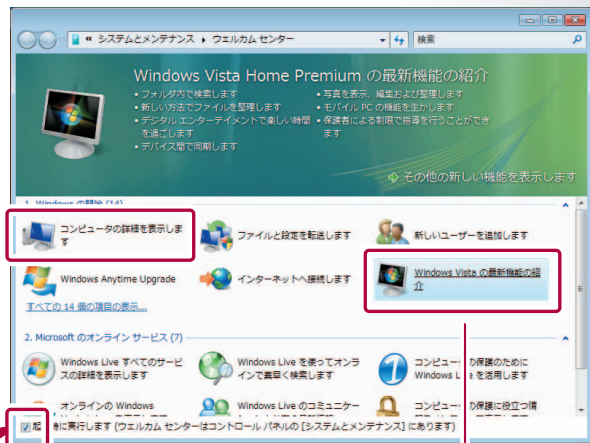 « システムとメンテナンス ▸ ウェルカム センター
検索
Windows Vista Home Premium の最新機能の紹介
• フォルダ内で検索します
• 新しい方法でファイルを整理します
• デジタル エンターテイメントで楽しい時間
を過ごします
• デバイス間で同期します
• 写真を表示、編集および整理します
• モバイル PC の機能を生かします
• 保護者による制限で指導を行うことができ
ます
その他の新しい機能を表示します
1. Windows の開始 (14)
コンピュータの詳細を表示しま
す
ファイルと設定を転送します
新しいユーザーを追加します
Windows Anytime Upgrade
インターネットへ接続します
Windows Vista の最新機能の紹
介
すべての 14 個の項目の表示...
2. Microsoft のオンライン サービス (7)
Windows Live すべてのサービ
スの詳細を表示します
Windows Live を使ってオンラ
インで素早く検索します
コンピュー の保護のために
Windows L e を活用します
オンラインの Windows
Windows Live のコミュニケー
コンピュー の保護に役立つ情
起 時に実行します (ウェルカム センターはコントロール パネルの [システムとメンテナンス] にあります)